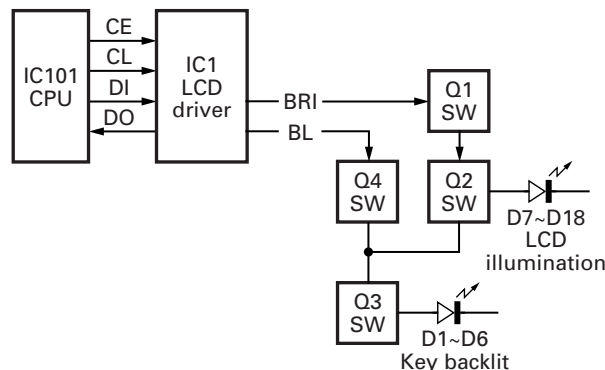 IC101
CPU
CE
CL
DI
DO
IC1
LCD
driver
BRI
BL
Q1
SW
Q4
SW
Q2
SW
D7~D18
LCD
illumination
Q3
SW
D1~D6
Key backlit